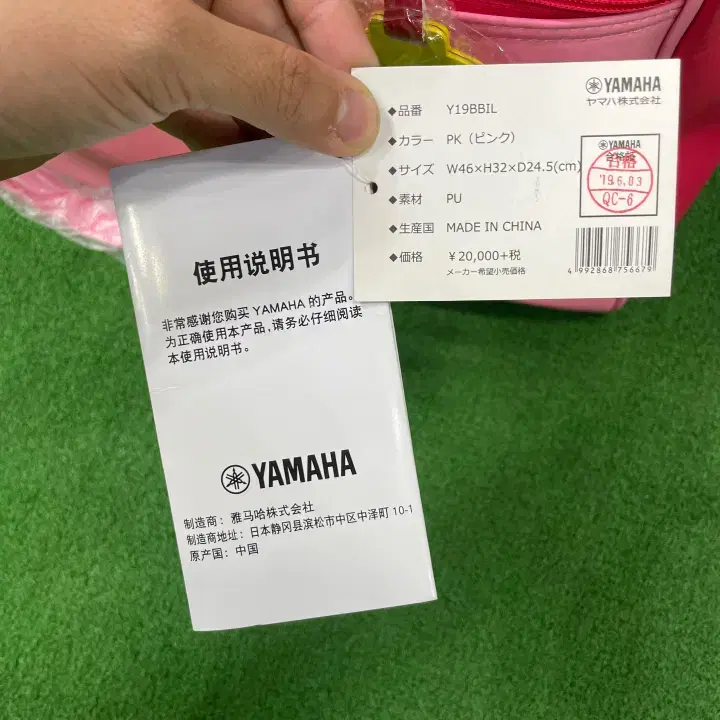 YAMAHA
ヤマハ株式会社
◆品番 Y19BBIL
◆カラー PK（ピンク）
◆サイズ W46×H32×D24.5(cm)
◆素材 PU
◆生産国 MADE IN CHINA
◆価格 ¥20,000+税
メーカー希望小売価格
YAMAHA
合格
'19.6.03
QC-6
4 992868 756679
使用说明书
非常感谢您购买 YAMAHA 的产品。
为正确使用本产品,请务必仔细阅读
本使用说明书。
YAMAHA
制造商：雅马哈株式会社
制造商地址：日本静冈县滨松市中区中泽町 10-1
原产国：中国